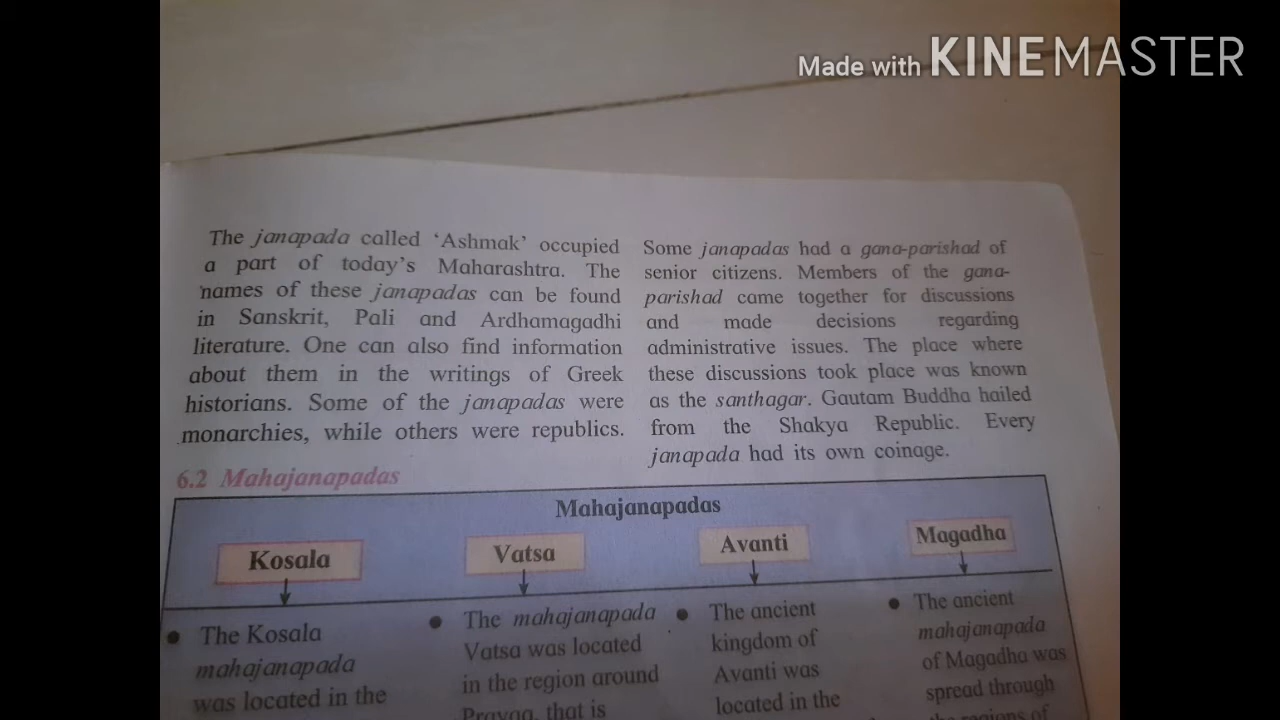 Made with KINEMASTER
The janapada called ‘Ashmak’ occupied
a part of today’s Maharashtra. The
names of these janapadas can be found
in Sanskrit, Pali and Ardhamagadhi
literature. One can also find information
about them in the writings of Greek
historians. Some of the janapadas were
monarchies, while others were republics.
Some janapadas had a gana-parishad of
senior citizens. Members of the gana-
parishad came together for discussions
and made decisions regarding
administrative issues. The place where
these discussions took place was known
as the santhagar. Gautam Buddha hailed
from the Shakya Republic. Every
janapada had its own coinage.
6.2 Mahajanapadas
Mahajanapadas
Kosala
• The Kosala
mahajanapada
was located in the
Vatsa
• The mahajanapada
Vatsa was located
in the region around
Prayag, that is
Avanti
• The ancient
kingdom of
Avanti was
located in the
Magadha
• The ancient
mahajanapada
of Magadha was
spread through
the regions of